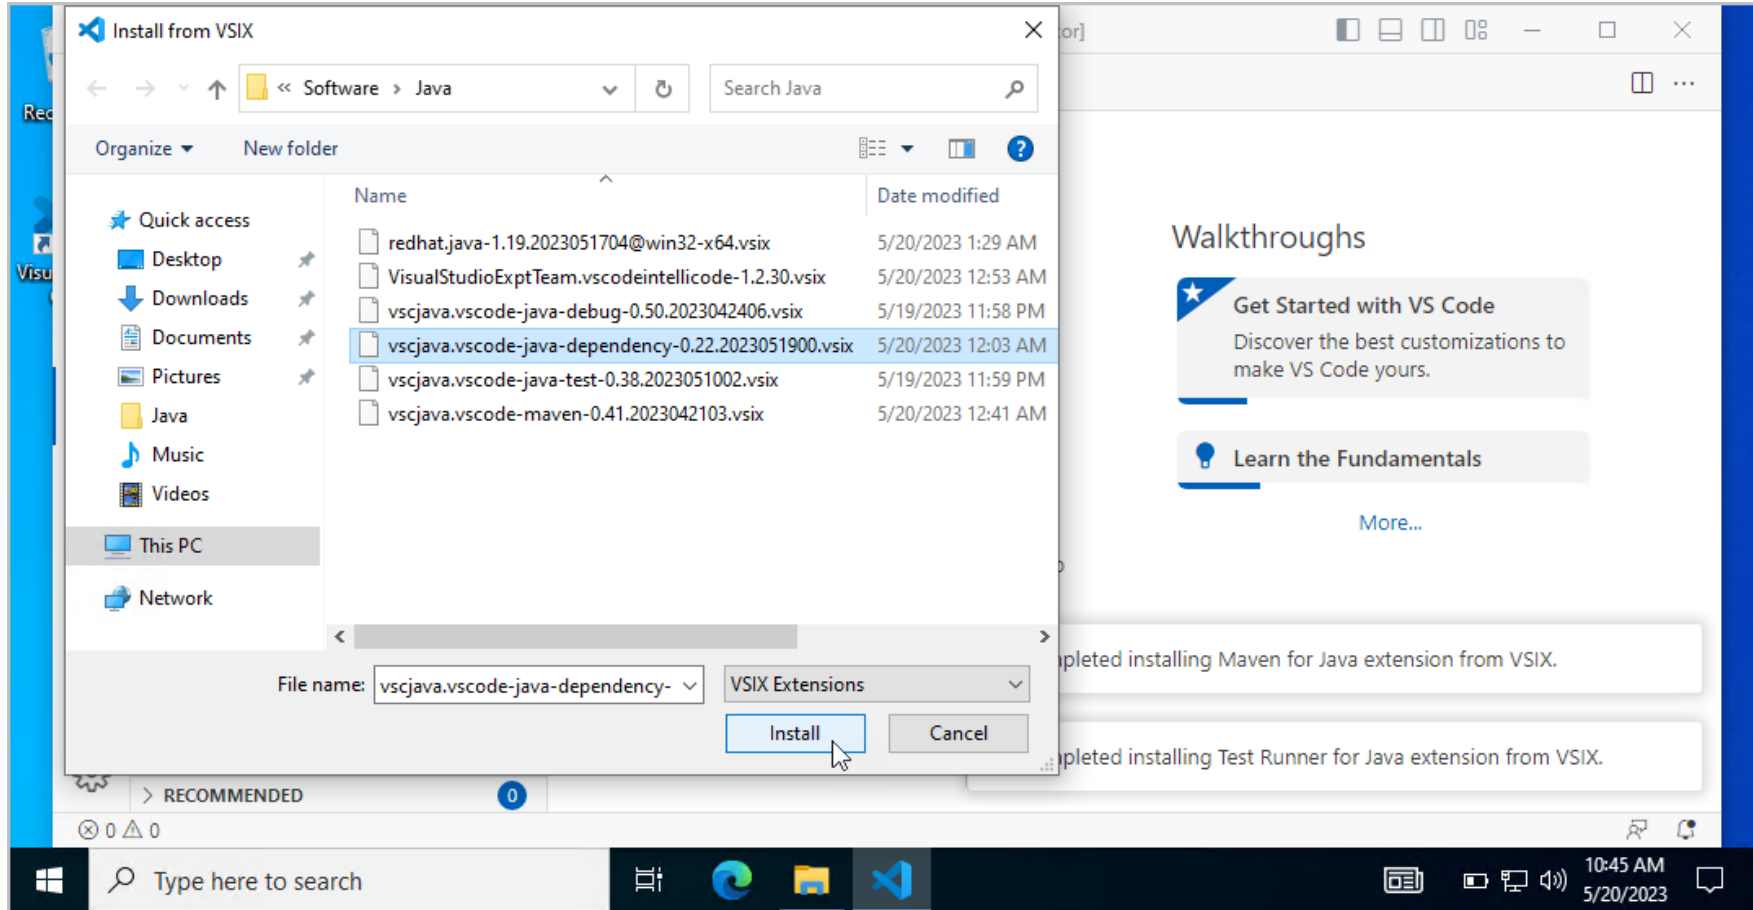 Install from VSIX
or]
« Software > Java
Search Java
Rec
Organize
New folder
?
Name
Date modified
Quick access
Desktop
Downloads
Documents
Pictures
Java
Music
Videos
This PC
Network
redhat.java-1.19.2023051704@win32-x64.vsix 5/20/2023 1:29 AM
VisualStudioExptTeam.vscodeintellicode-1.2.30.vsix 5/20/2023 12:53 AM
vscjava.vscode-java-debug-0.50.2023042406.vsix 5/19/2023 11:58 PM
vscjava.vscode-java-dependency-0.22.2023051900.vsix 5/20/2023 12:03 AM
vscjava.vscode-java-test-0.38.2023051002.vsix 5/19/2023 11:59 PM
vscjava.vscode-maven-0.41.2023042103.vsix 5/20/2023 12:41 AM
Visu
Walkthroughs
Get Started with VS Code
Discover the best customizations to
make VS Code yours.
Learn the Fundamentals
More...
File name: vscjava.vscode-java-dependency-
VSIX Extensions
Install
Cancel
pleted installing Maven for Java extension from VSIX.
pleted installing Test Runner for Java extension from VSIX.
> RECOMMENDED 0
0 0
Type here to search
10:45 AM
5/20/2023